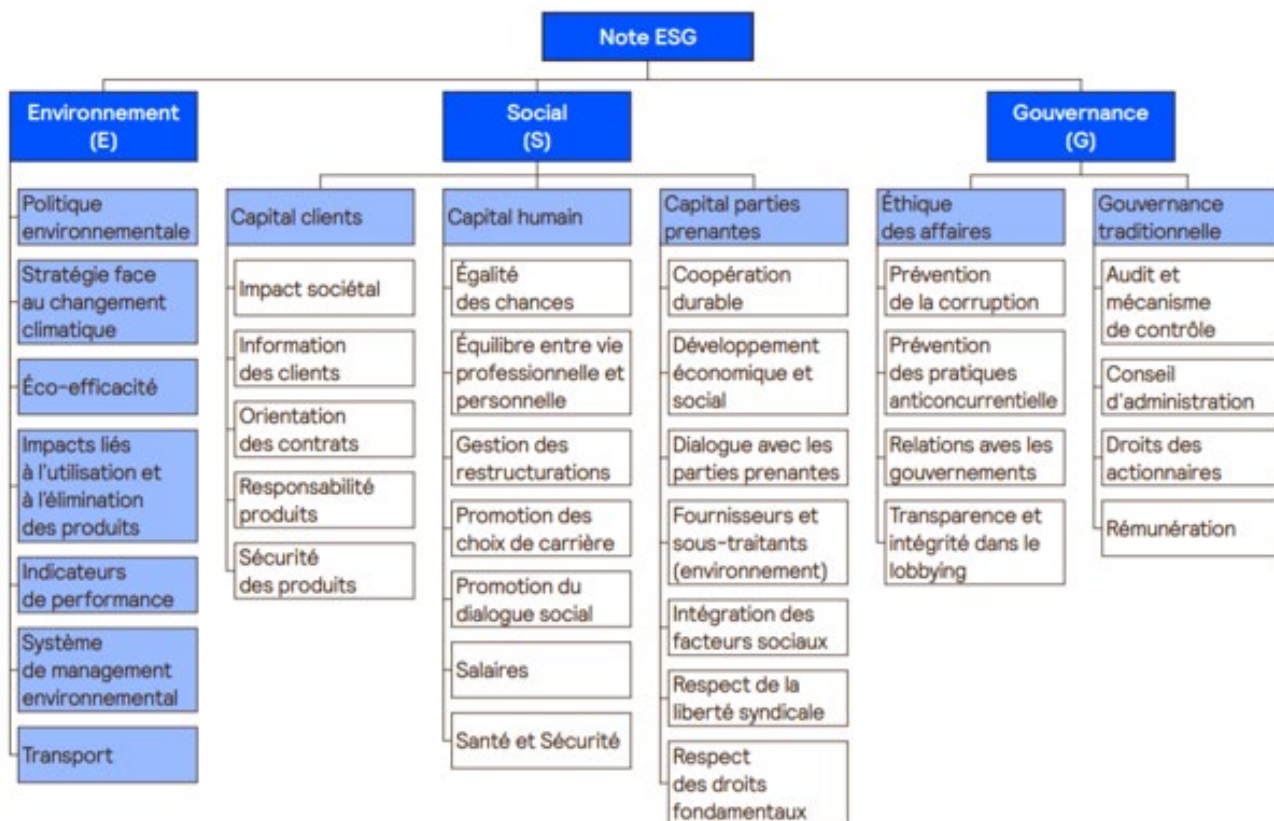 Note ESG
Environnement
(E)
Social
(S)
Gouvernance
(G)
Politique
environnementale
Stratégie face
au changement
climatique
Éco-efficacité
Impacts liés
à l'utilisation et
à l'élimination
des produits
Indicateurs
de performance
Système
de management
environnemental
Transport
Capital clients
Impact sociétal
Information
des clients
Orientation
des contrats
Responsabilité
produits
Sécurité
des produits
Capital humain
Égalité
des chances
Équilibre entre vie
professionnelle et
personnelle
Gestion des
restructurations
Promotion des
choix de carrière
Promotion du
dialogue social
Salaires
Santé et Sécurité
Capital parties
prenantes
Coopération
durable
Développement
économique et
social
Dialogue avec les
parties prenantes
Fournisseurs et
sous-traitants
(environnement)
Intégration des
facteurs sociaux
Respect de la
liberté syndicale
Respect
des droits
fondamentaux
Éthique
des affaires
Prévention
de la corruption
Prévention
des pratiques
anticoncurrentielle
Relations aves les
gouvernements
Transparence et
intégrité dans le
lobbying
Gouvernance
traditionnelle
Audit et
mécanisme
de contrôle
Conseil
d'administration
Droits des
actionnaires
Rémunération